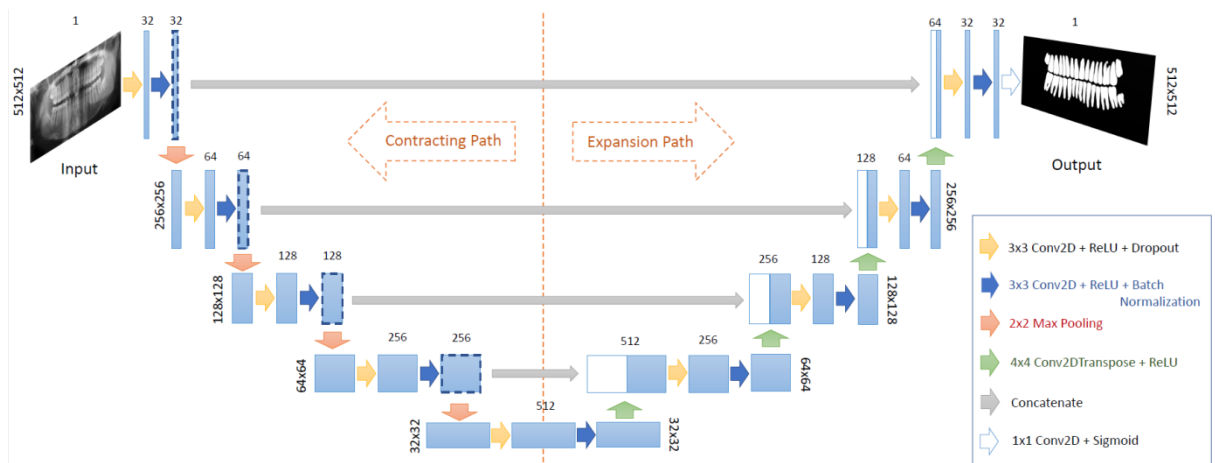 1
32
32
512x512
Input
64
64
256x256
128
128
128x128
256
256
64x64
512
32x32
Contracting Path
Expansion Path
32x32
512
256
64x64
256
128
128x128
128
64
256x256
64
32
32
1
512x512
Output
3x3 Conv2D + ReLU + Dropout
3x3 Conv2D + ReLU + Batch
Normalization
2x2 Max Pooling
4x4 Conv2DTranspose + ReLU
Concatenate
1x1 Conv2D + Sigmoid